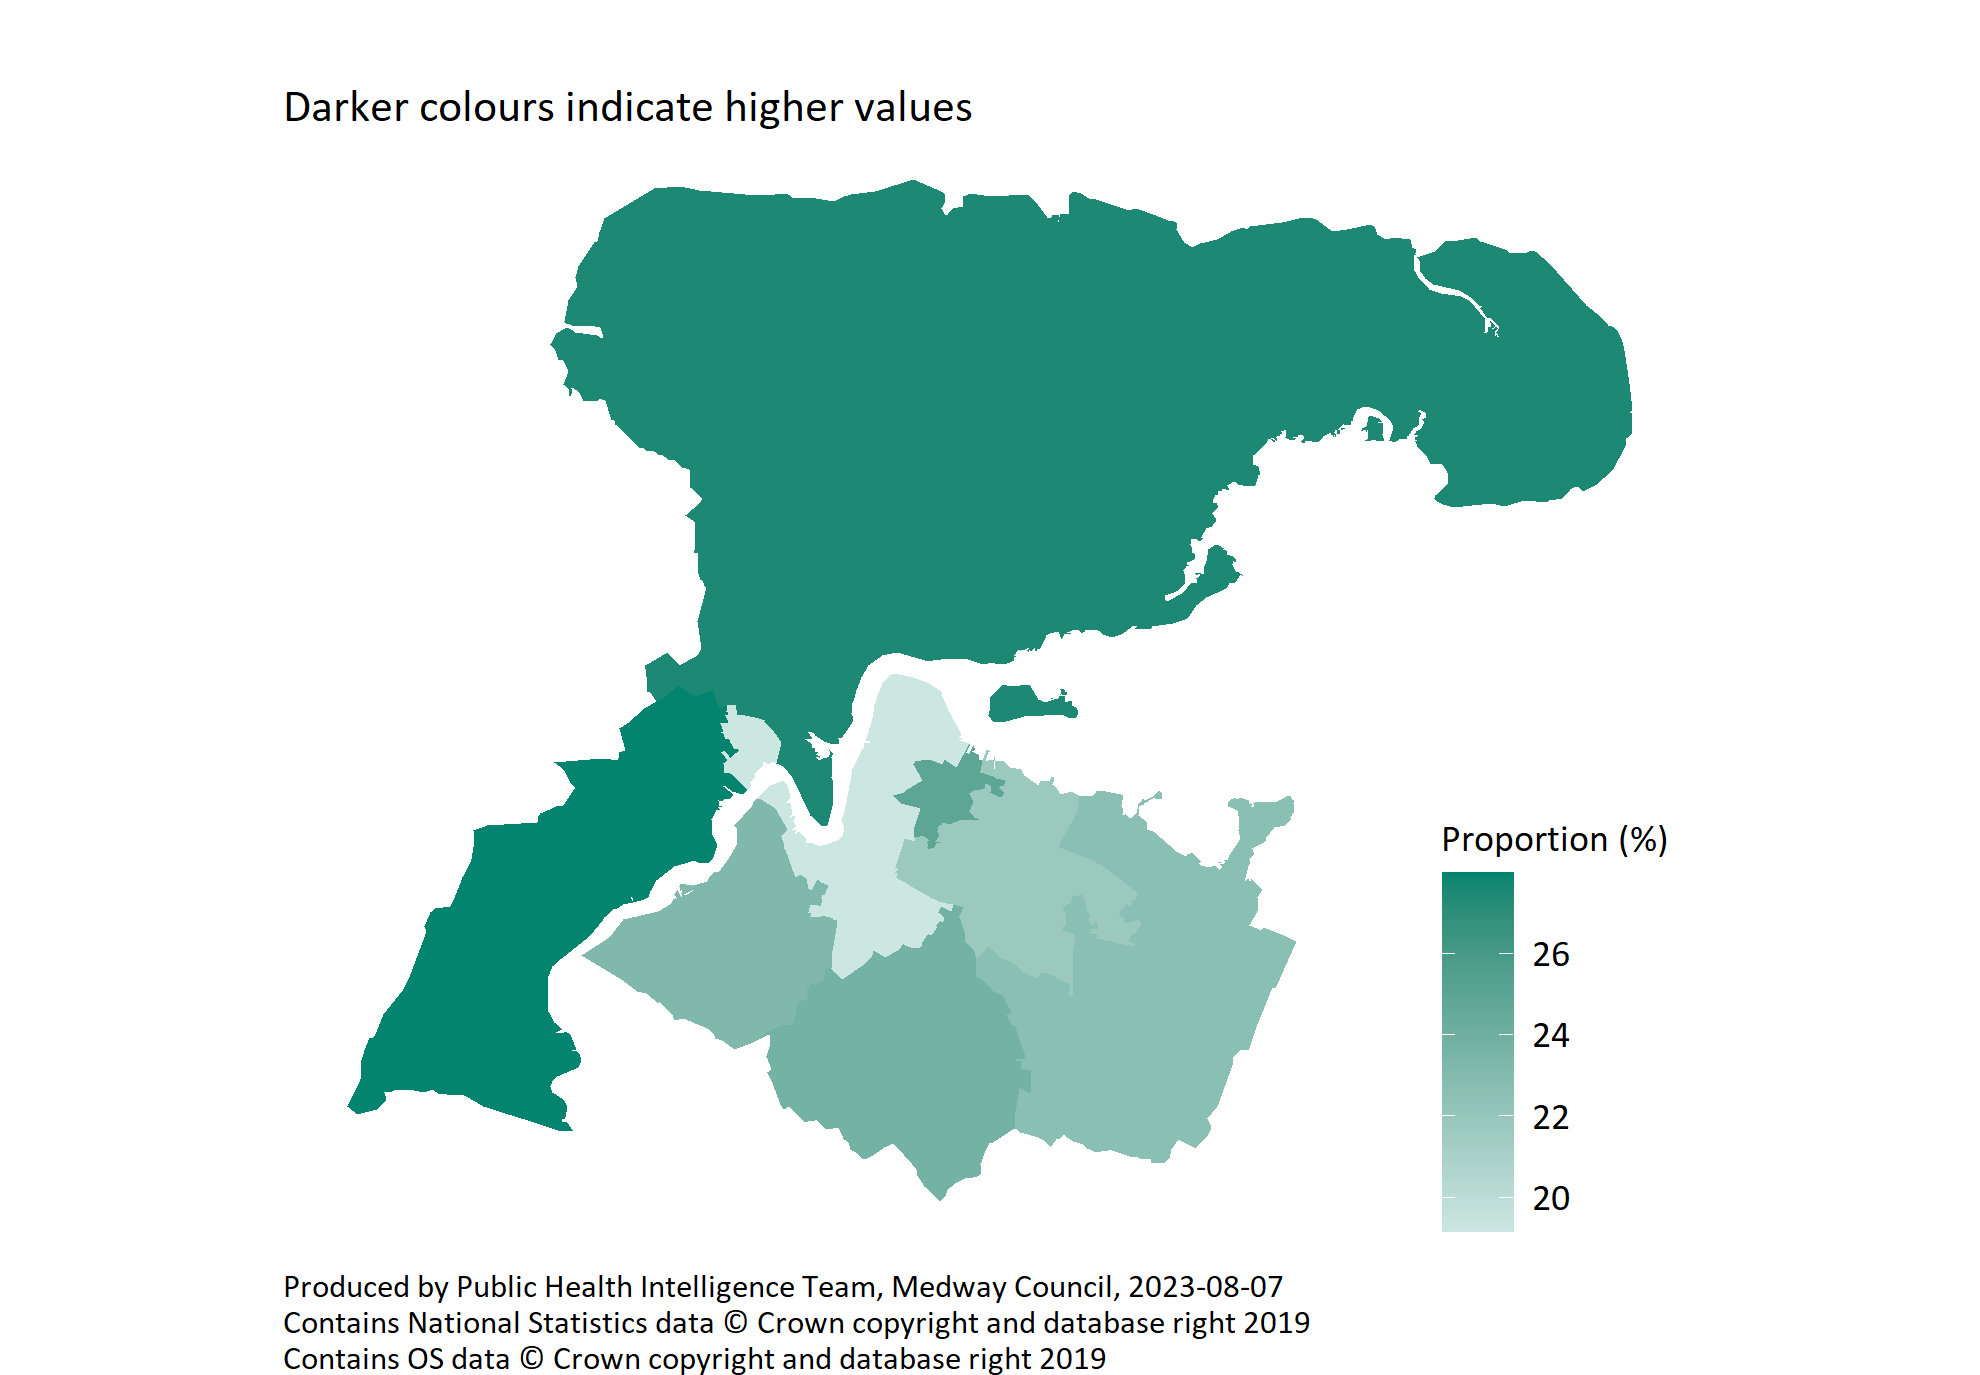 Darker colours indicate higher values
Proportion (%)
26
24
22
20
Produced by Public Health Intelligence Team, Medway Council, 2023-08-07
Contains National Statistics data © Crown copyright and database right 2019
Contains OS data © Crown copyright and database right 2019